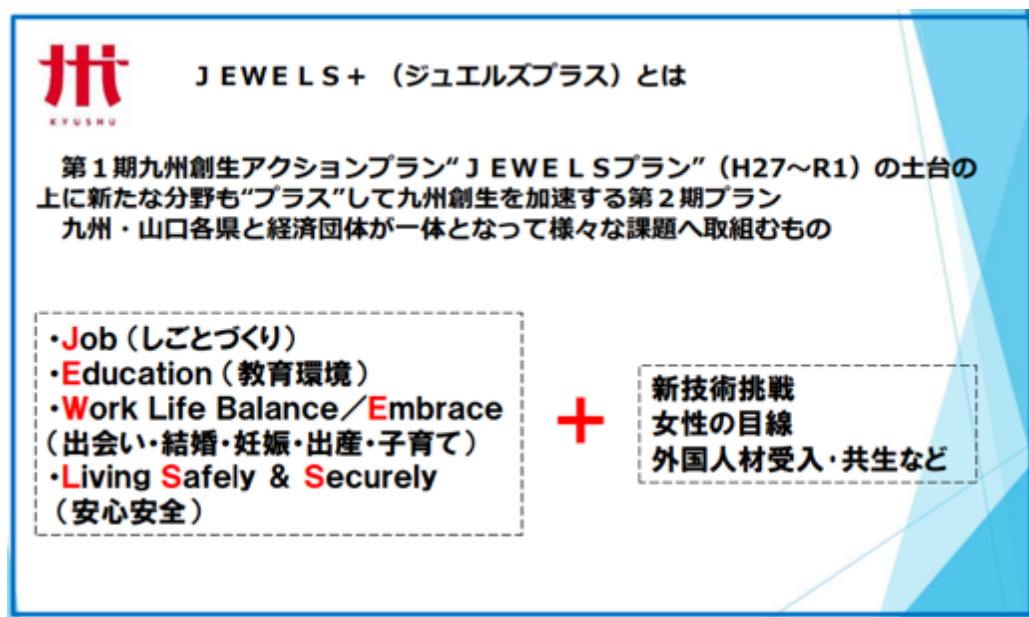 KYUSHU
JEWELS+ (ジュエルズプラス)とは
第1期九州創生アクションプラン“JEWELSプラン”(H27～R1)の土台の
上に新たな分野も“プラス”して九州創生を加速する第2期プラン
九州・山口各県と経済団体が一体となって様々な課題へ取組むもの
・Job(しごとづくり)
・Education(教育環境)
・Work Life Balance／Embrace
(出会い・結婚・妊娠・出産・子育て)
・Living Safely & Securely
(安心安全)
+
新技術挑戦
女性の目線
外国人材受入・共生など